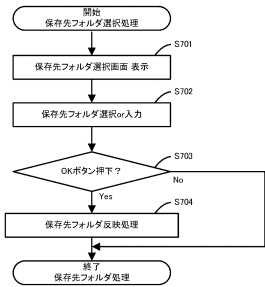 開始
保存先フォルダ選択処理
S701
保存先フォルダ選択画面 表示
S702
保存先フォルダ選択or入力
S703
OKボタン押下？
No
Yes
S704
保存先フォルダ反映処理
終了
保存先フォルダ処理